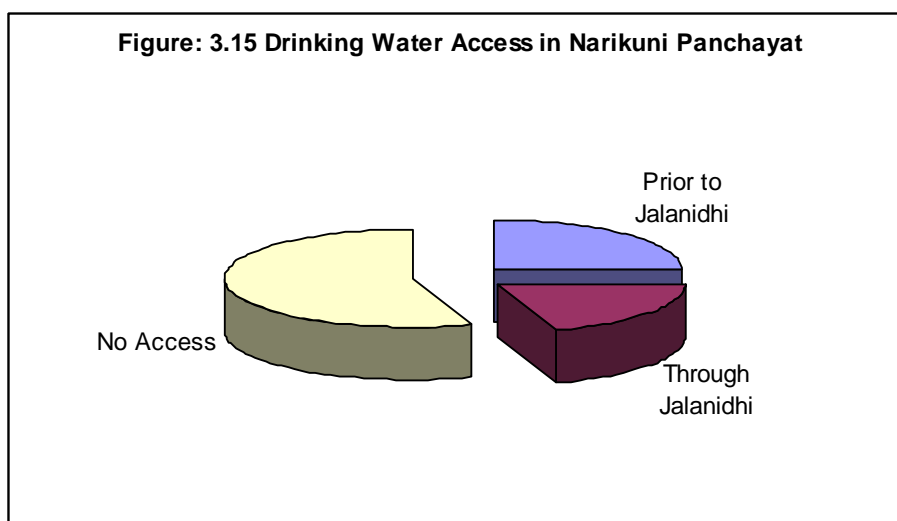 Figure: 3.15 Drinking Water Access in Narikuni Panchayat
Prior to
Jalanidhi
No Access
Through
Jalanidhi